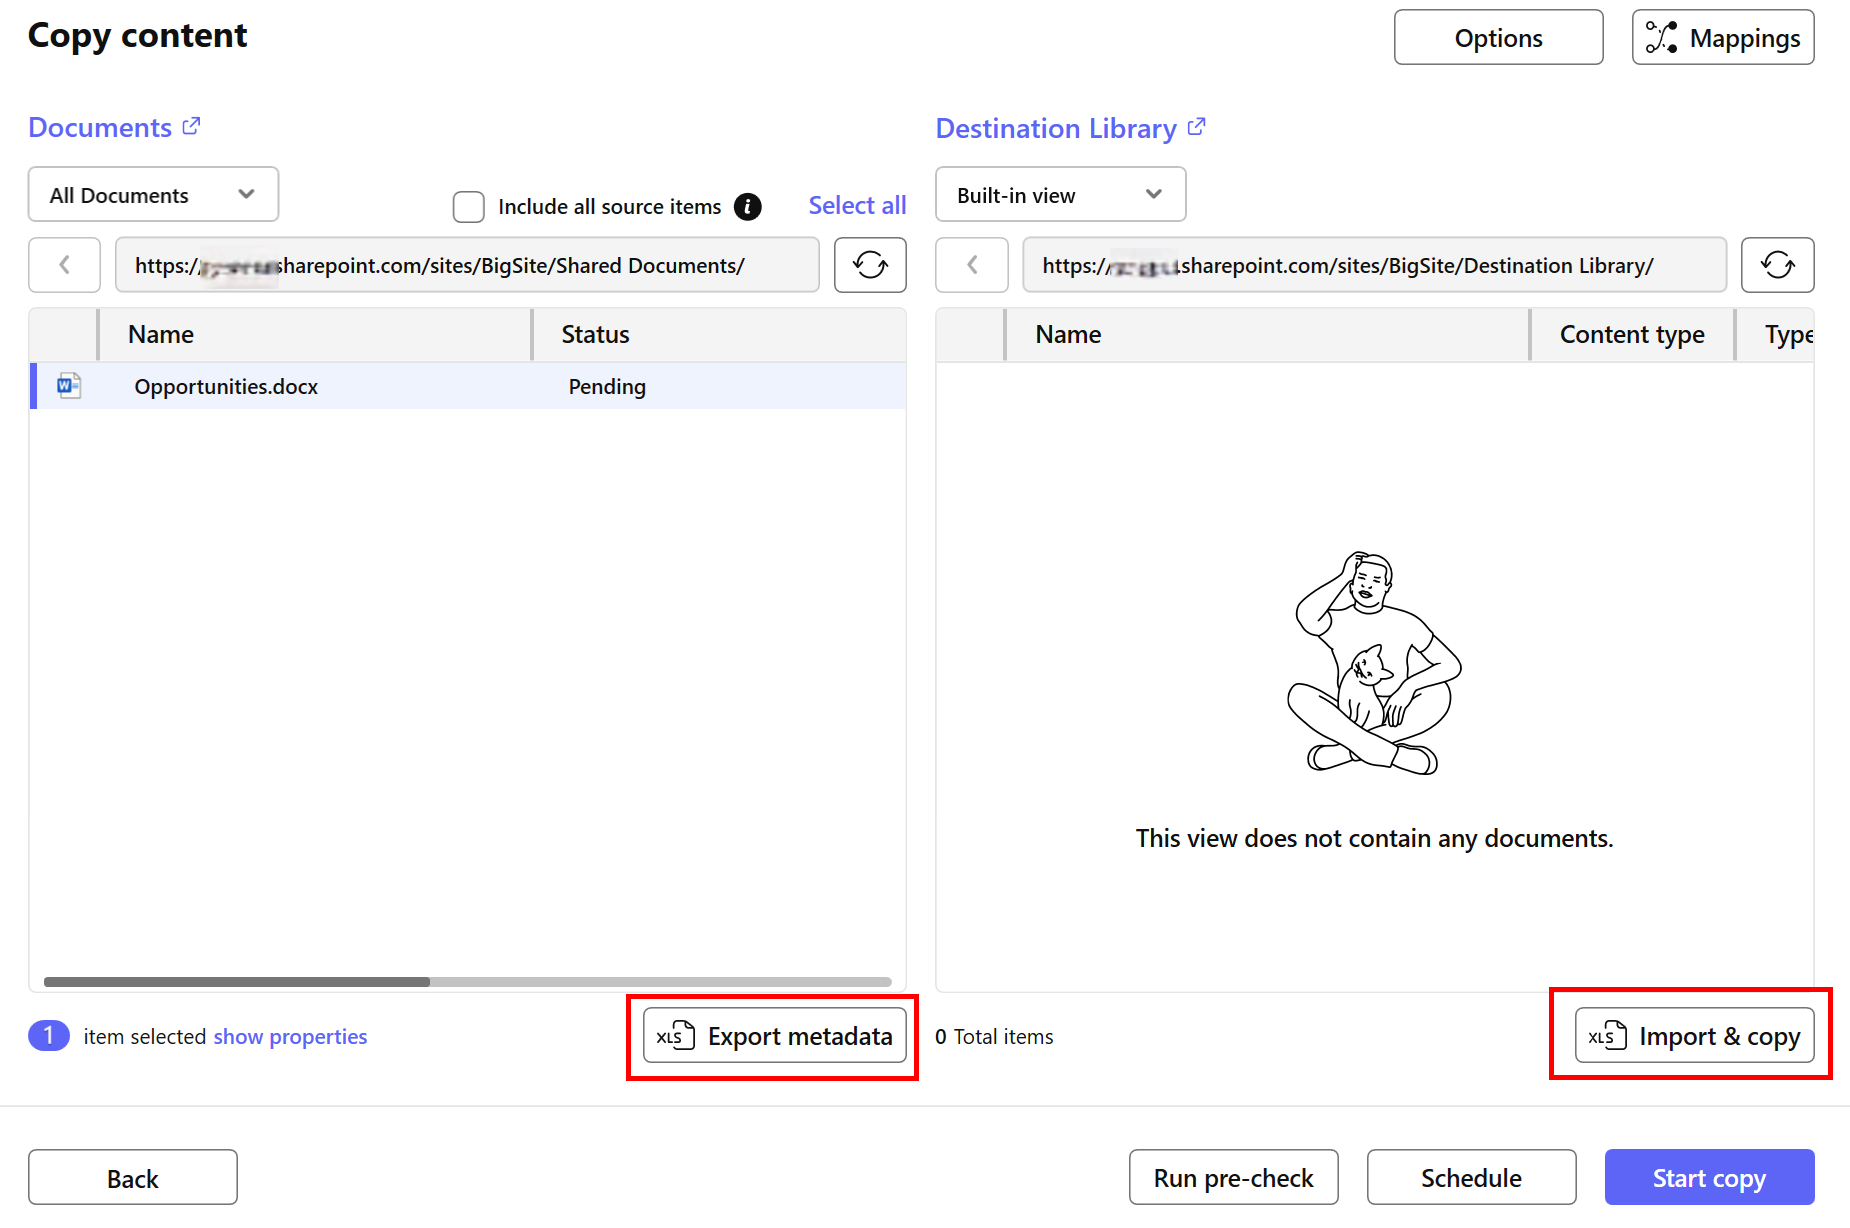 Copy content
Options
Mappings
Documents
Destination Library
All Documents
Include all source items
i
Select all
Built-in view
https:// sharepoint.com/sites/BigSite/Shared Documents/
https:// .sharepoint.com/sites/BigSite/Destination Library/
Name
Status
Name
Content type
Type
W
Opportunities.docx
Pending
This view does not contain any documents.
1 item selected show properties
XLS Export metadata
0 Total items
XLS Import & copy
Back
Run pre-check
Schedule
Start copy